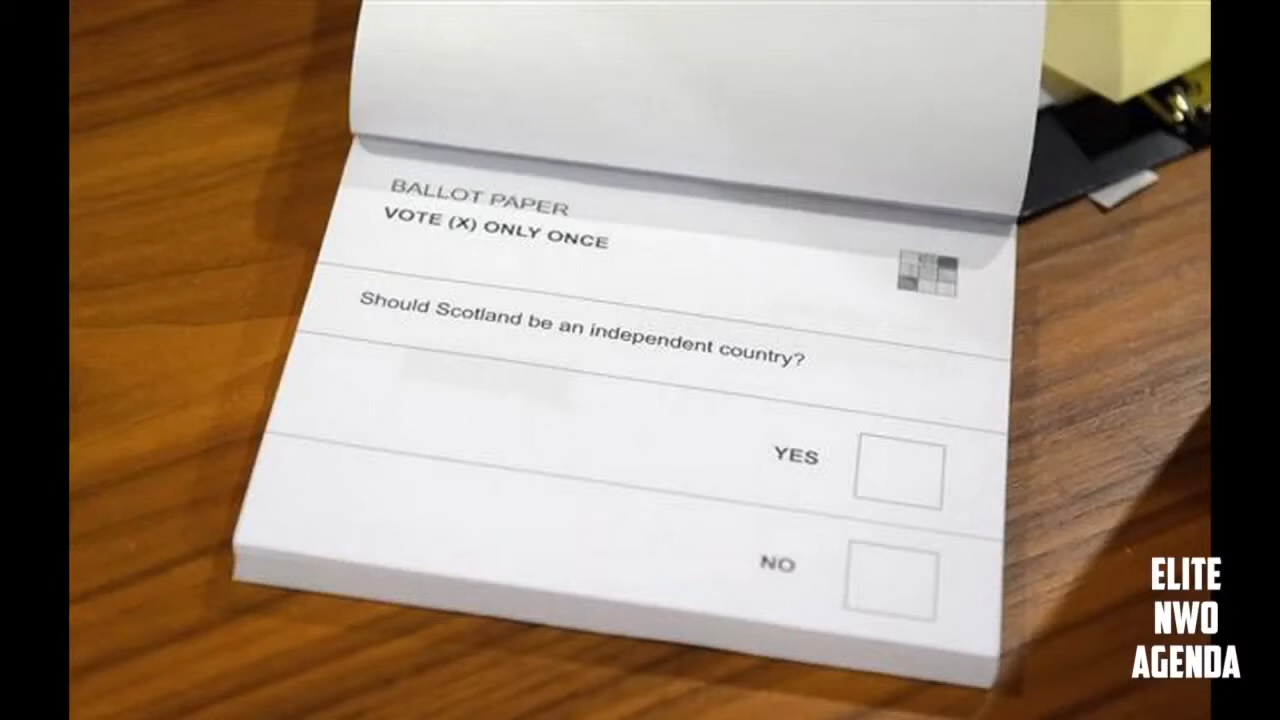 BALLOT PAPER
VOTE (X) ONLY ONCE
Should Scotland be an independent country?
YES
NO
ELITE
NWO
AGENDA